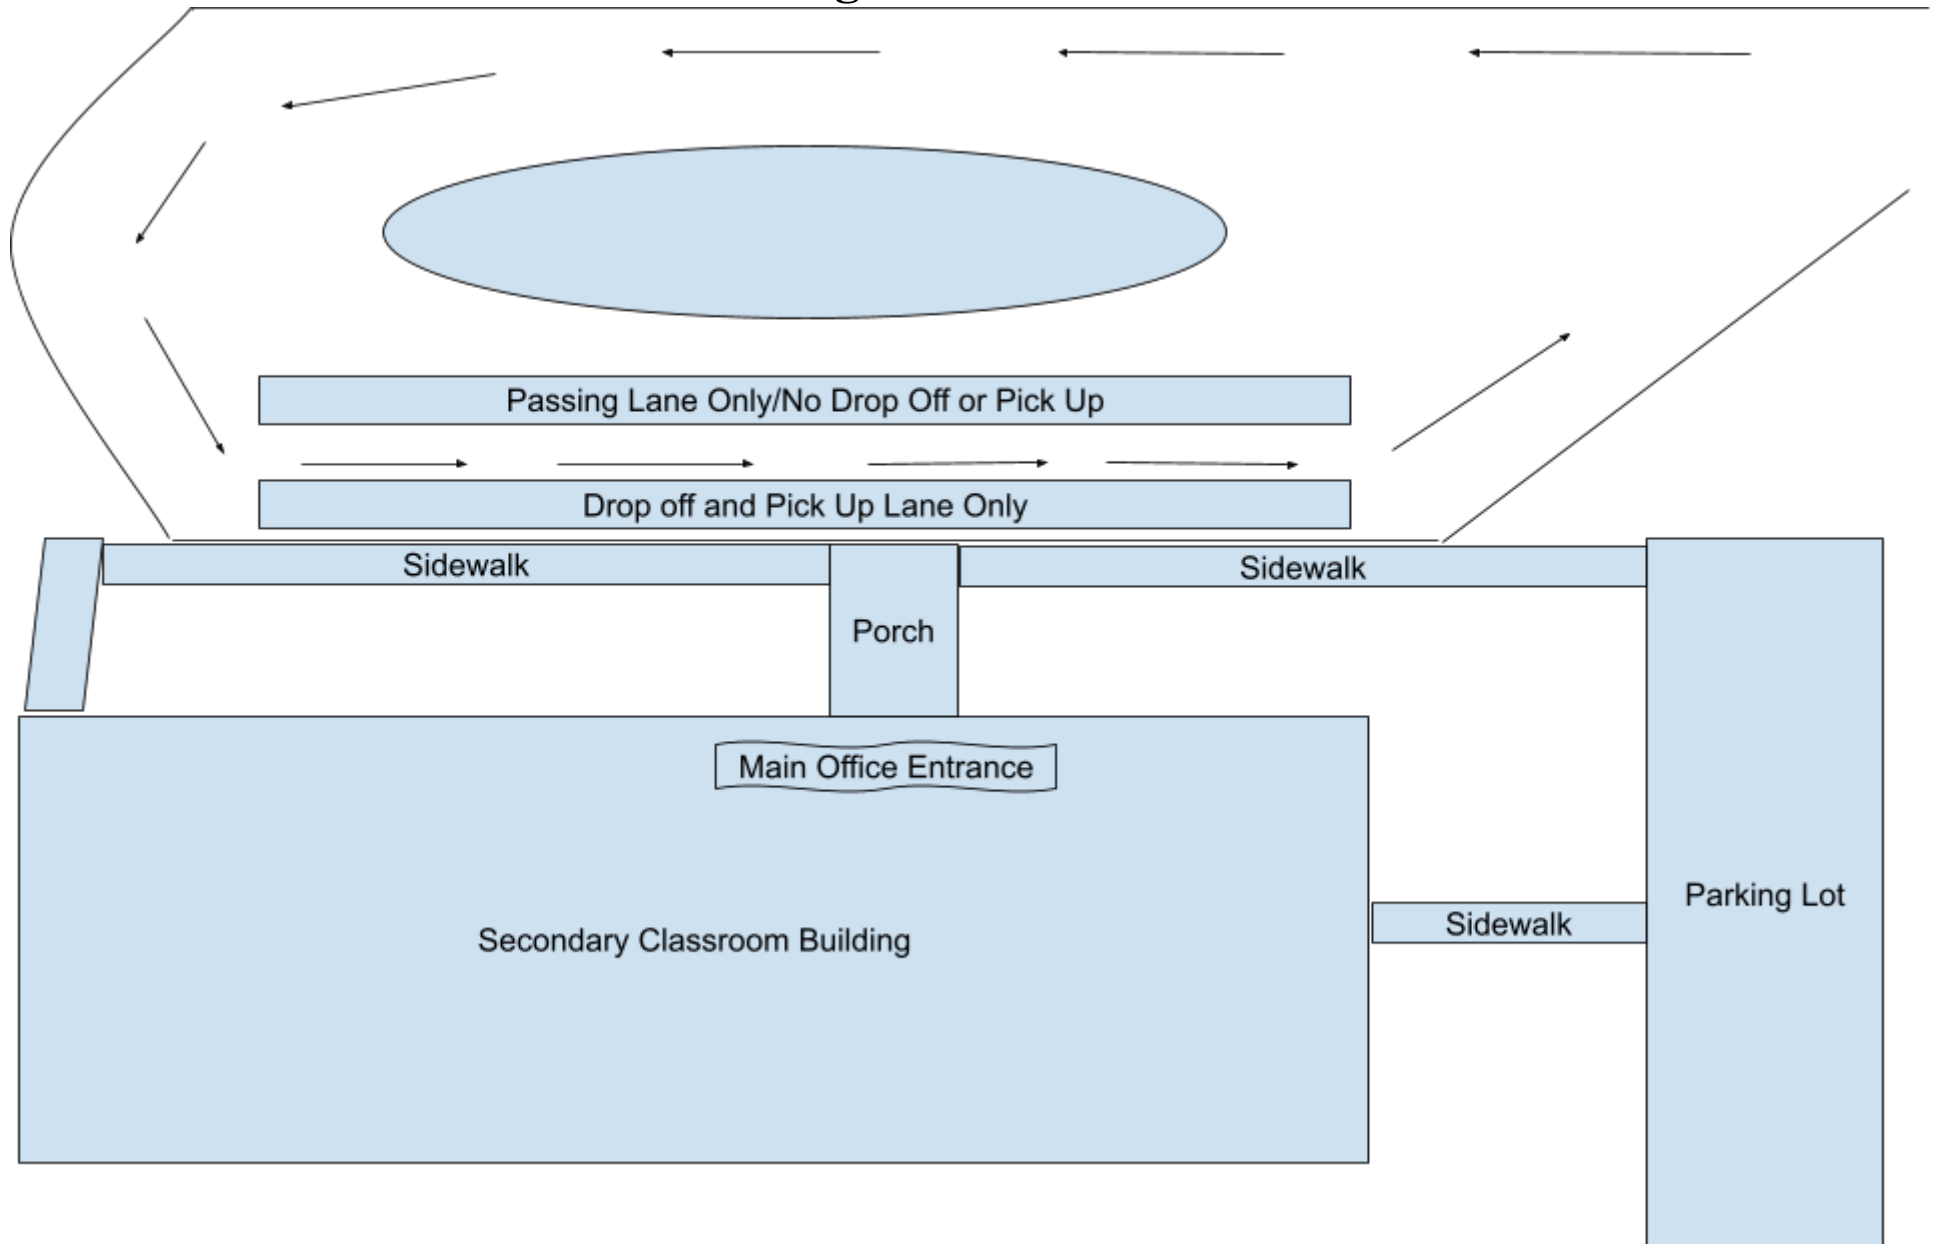 Passing Lane Only/No Drop Off or Pick Up
Drop off and Pick Up Lane Only
Sidewalk
Sidewalk
Porch
Main Office Entrance
Parking Lot
Sidewalk
Secondary Classroom Building